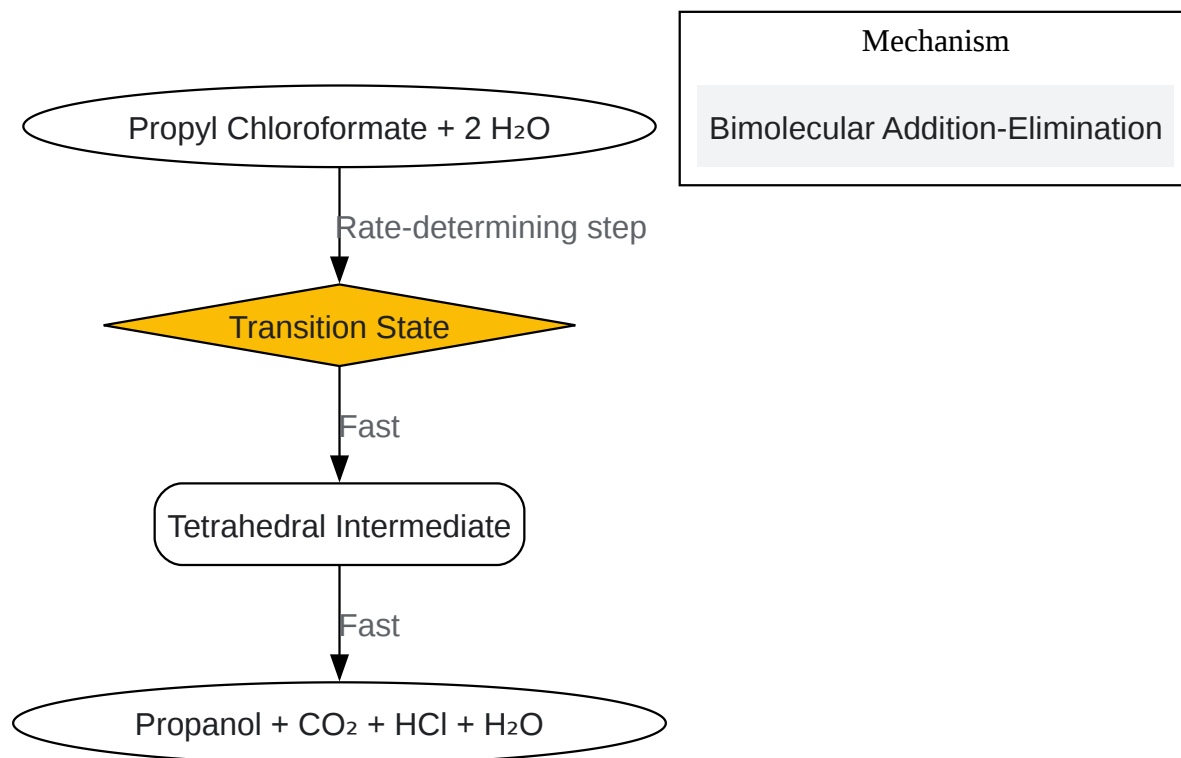 Mechanism
Propyl Chloroformate + 2 H₂O
Bimolecular Addition-Elimination
Rate-determining step
Transition State
Fast
Tetrahedral Intermediate
Fast
Propanol + CO₂ + HCl + H₂O